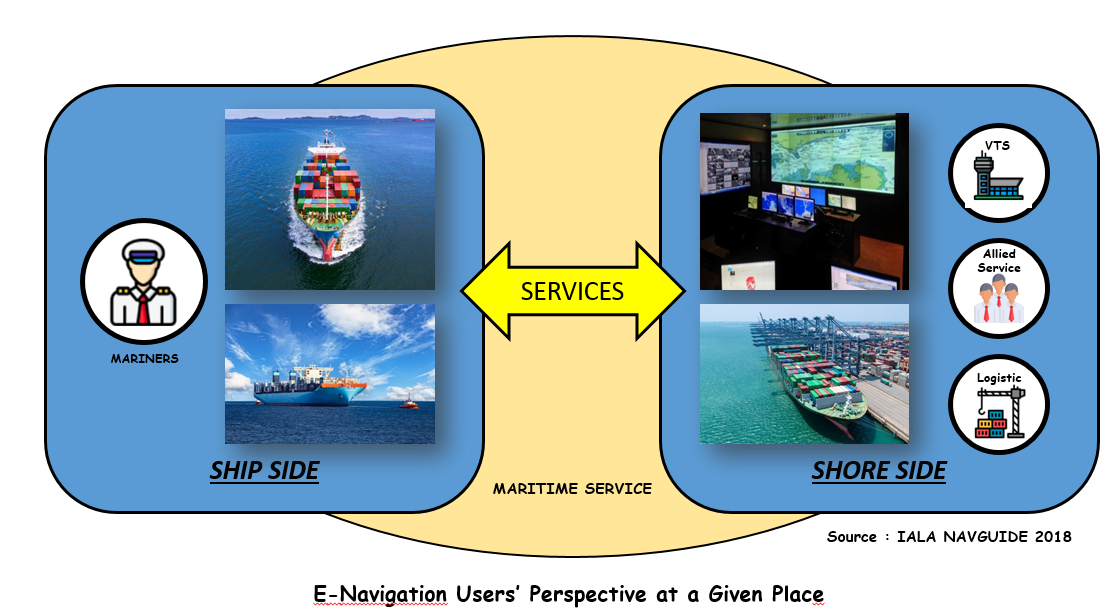 VTS
Allied
Service
SERVICES
MARINERS
Logistic
SHIP SIDE
SHORE SIDE
MARITIME SERVICE
Source : IALA NAVGUIDE 2018
E-Navigation Users’ Perspective at a Given Place